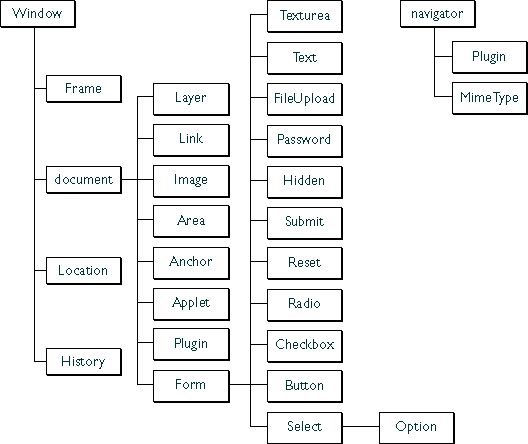 Window
Frame
document
Location
History
Layer
Link
Image
Area
Anchor
Applet
Plugin
Form
Texturea
Text
FileUpload
Password
Hidden
Submit
Reset
Radio
Checkbox
Button
Select
Option
navigator
Plugin
MimeType